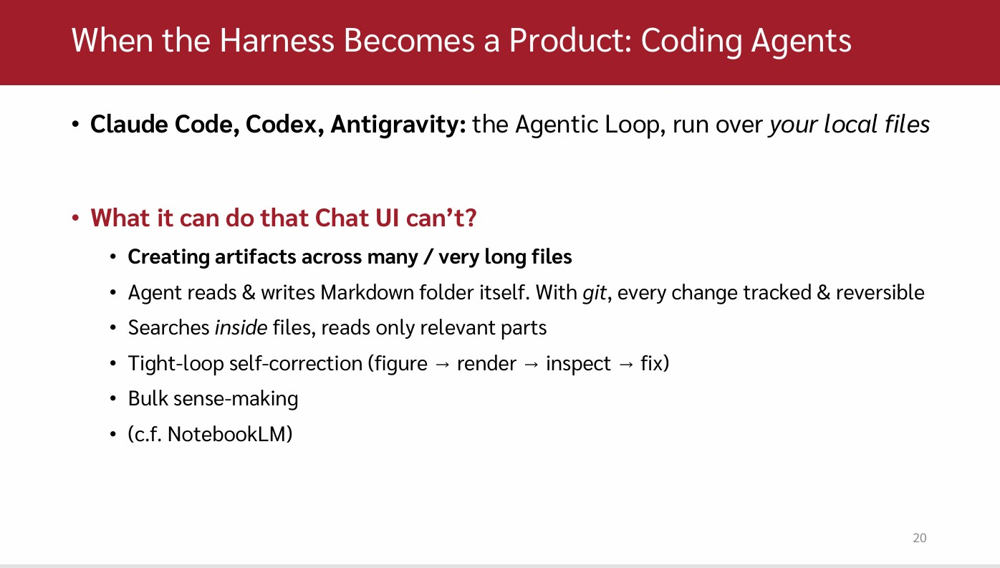 When the Harness Becomes a Product: Coding Agents
• Claude Code, Codex, Antigravity: the Agentic Loop, run over your local files
• What it can do that Chat UI can’t?
• Creating artifacts across many / very long files
• Agent reads & writes Markdown folder itself. With git, every change tracked & reversible
• Searches inside files, reads only relevant parts
• Tight-loop self-correction (figure → render → inspect → fix)
• Bulk sense-making
• (c.f. NotebookLM)
20